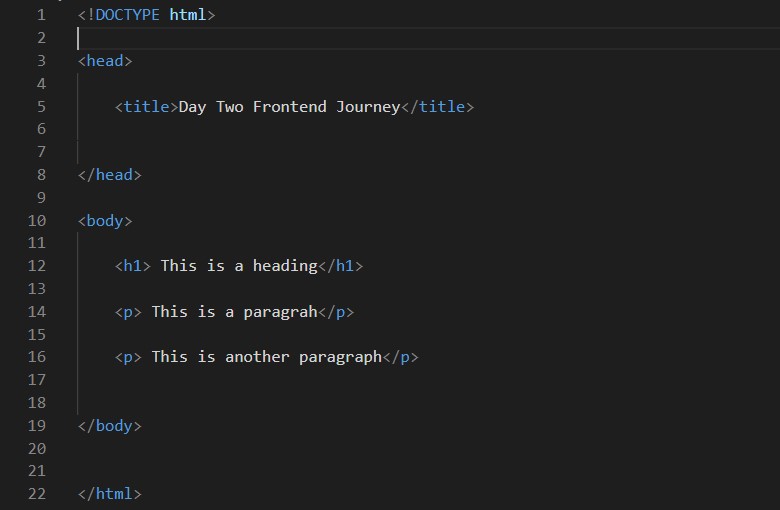 1 <!DOCTYPE html>
2
3 <head>
4
5 <title>Day Two Frontend Journey</title>
6
7
8 </head>
9
10 <body>
11
12 <h1> This is a heading</h1>
13
14 <p> This is a paragrah</p>
15
16 <p> This is another paragraph</p>
17
18
19 </body>
20
21
22 </html>